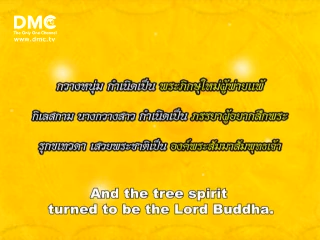 DMC
The Only One Channel
www.dmc.tv
กวางหนุ่ม กำเนิดเป็น พระภิกษุใหม่ผู้พ่ายแพ้
กิเลสกาม นางกวางสาว กำเนิดเป็น ภรรยาผู้อยากสึกพระ
รุกขเทวดา เสวยพระชาติเป็น องค์พระสัมมาสัมพุทธเจ้า
And the tree spirit
turned to be the Lord Buddha.